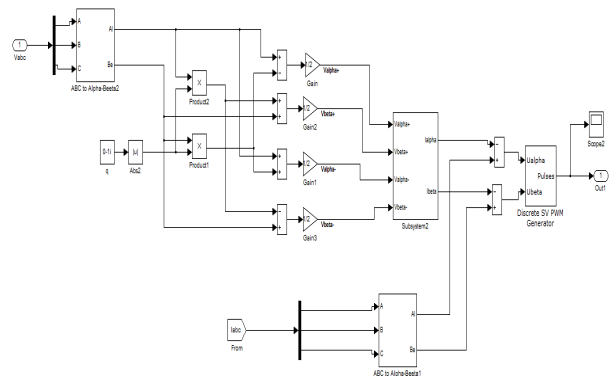 1
Vabc
A
B
C
Al
Be
ABC to Alpha-Beeta2
0-1i
q
|u|
Abs2
X
Product2
X
Product1
+
-
1/2
Gain
Valpha+
+
+
1/2
Gain2
Vbeta+
+
+
1/2
Gain1
Valpha-
-
+
1/2
Gain3
Vbeta-
Valpha+
Vbeta+
Valpha-
Vbeta-
Ialpha
Ibeta
Subsystem2
-
+
-
+
Ualpha
Pulses
Ubeta
Discrete SV PWM
Generator
Scope2
1
Out1
Iabc
From
A
B
C
Al
Be
ABC to Alpha-Beeta1